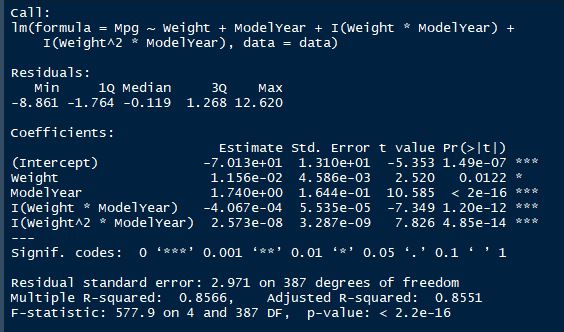 Call:
lm(formula = Mpg ~ Weight + ModelYear + I(Weight * ModelYear) +
    I(Weight^2 * ModelYear), data = data)

Residuals:
   Min     1Q Median     3Q    Max
-8.861 -1.764 -0.119  1.268 12.620

Coefficients:
                          Estimate Std. Error t value Pr(>|t|)
(Intercept)             -7.013e+01  1.310e+01  -5.353 1.49e-07 ***
Weight                   1.156e-02  4.586e-03   2.520   0.0122 *
ModelYear                1.740e+00  1.644e-01  10.585  < 2e-16 ***
I(Weight * ModelYear)   -4.067e-04  5.535e-05  -7.349 1.20e-12 ***
I(Weight^2 * ModelYear)  2.573e-08  3.287e-09   7.826 4.85e-14 ***
---
Signif. codes:  0 ‘***’ 0.001 ‘**’ 0.01 ‘*’ 0.05 ‘.’ 0.1 ‘ ’ 1

Residual standard error: 2.971 on 387 degrees of freedom
Multiple R-squared:  0.8566,    Adjusted R-squared:  0.8551
F-statistic: 577.9 on 4 and 387 DF,  p-value: < 2.2e-16